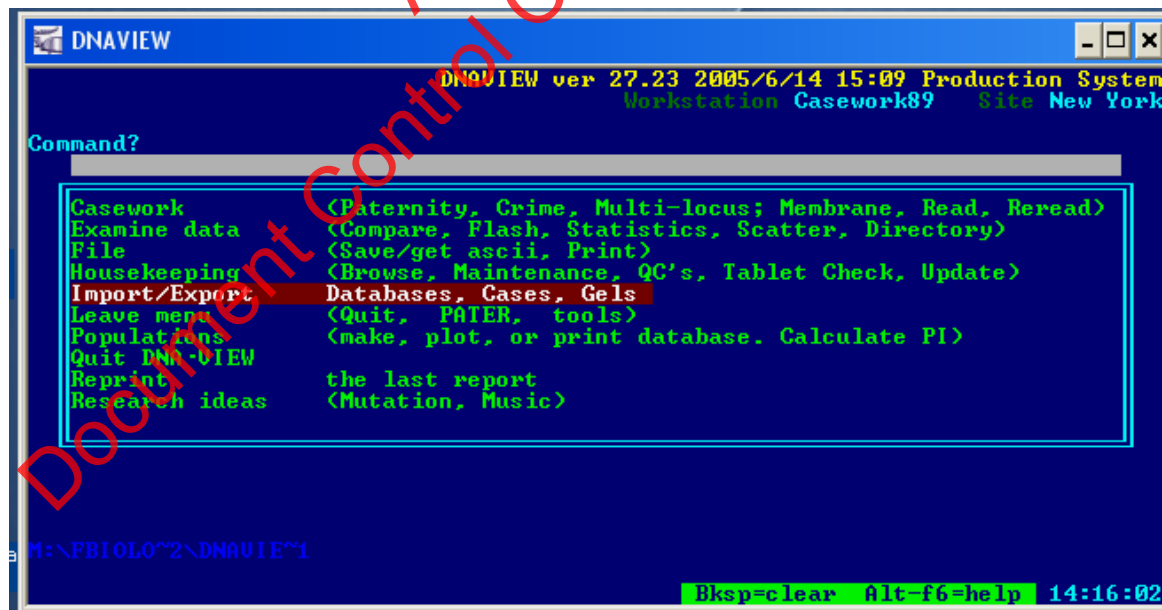 DNAVIEW
DNAVIEW ver 27.23 2005/6/14 15:09 Production System
Workstation Casework89 Site New York
Command?
Casework (Paternity, Crime, Multi-locus; Membrane, Read, Reread)
Examine data (Compare, Flash, Statistics, Scatter, Directory)
File (Save/get ascii, Print)
Housekeeping (Browse, Maintenance, QC's, Tablet Check, Update)
Import/Export Databases, Cases, Gels
Leave menu (Quit, PATER, tools)
Populations (make, plot, or print database. Calculate PI)
Quit DNA·VIEW
Reprint the last report
Research ideas (Mutation, Music)
M:\FBIOLO~2\DNAVIE~1
Bksp=clear Alt-f6=help 14:16:02
Document Control